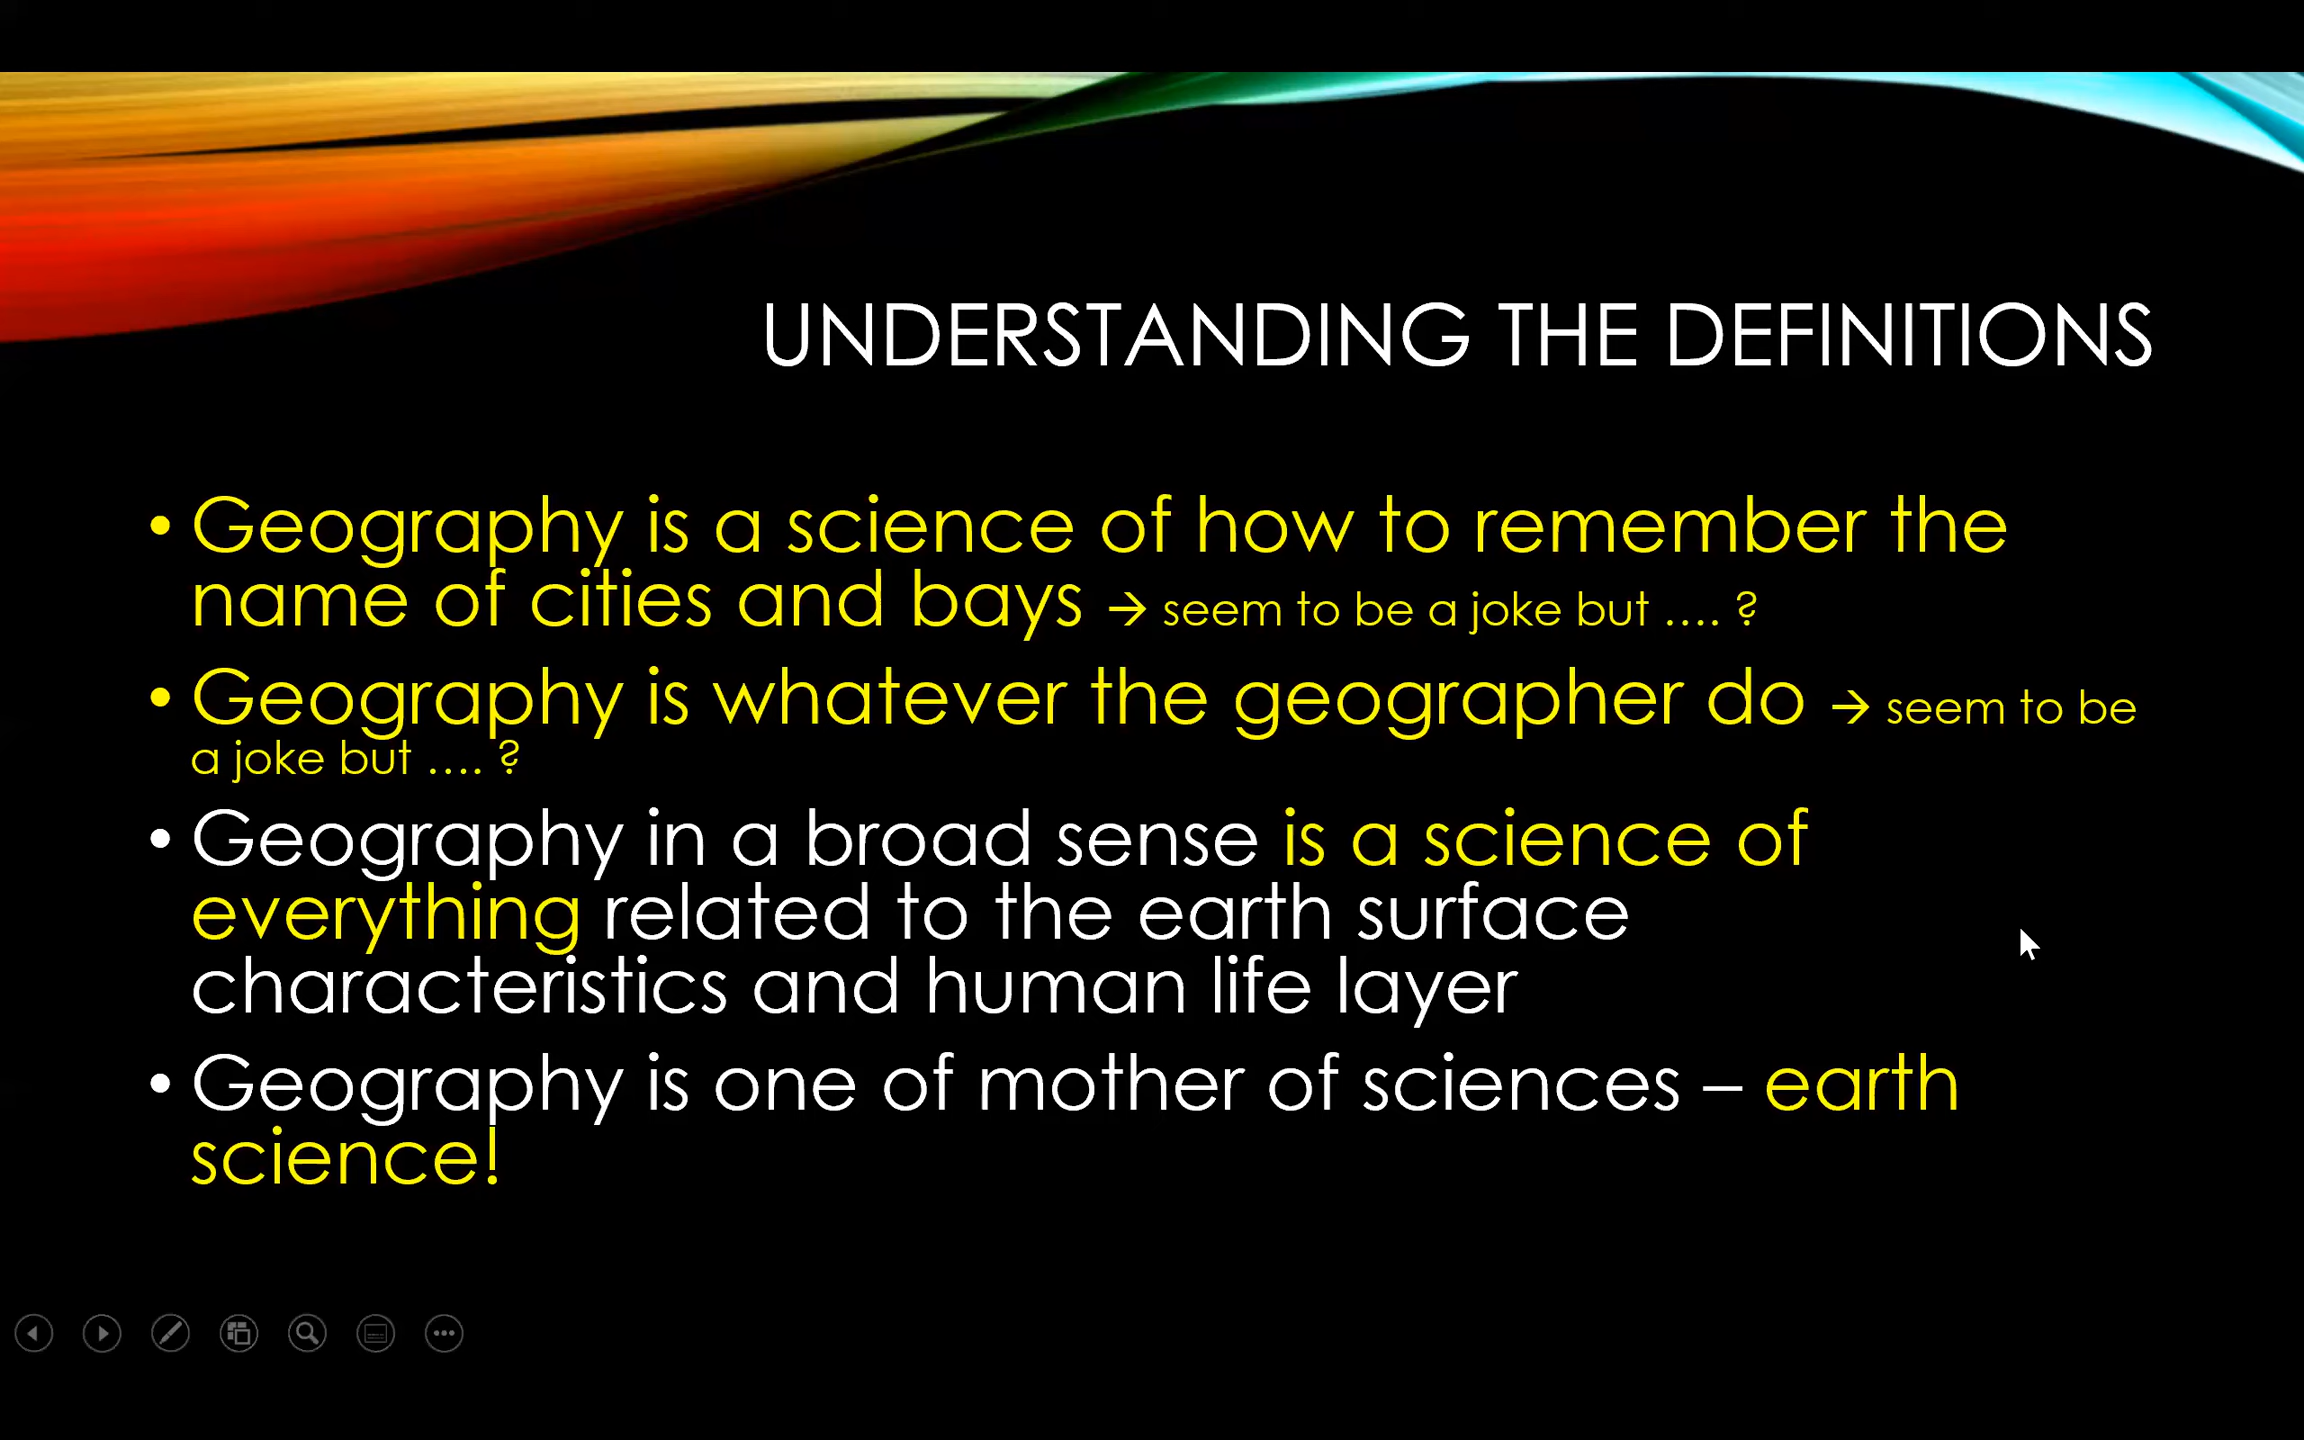 UNDERSTANDING THE DEFINITIONS
• Geography is a science of how to remember the
name of cities and bays → seem to be a joke but .... ?
• Geography is whatever the geographer do → seem to be
a joke but .... ?
• Geography in a broad sense is a science of
everything related to the earth surface
characteristics and human life layer
• Geography is one of mother of sciences – earth
science!